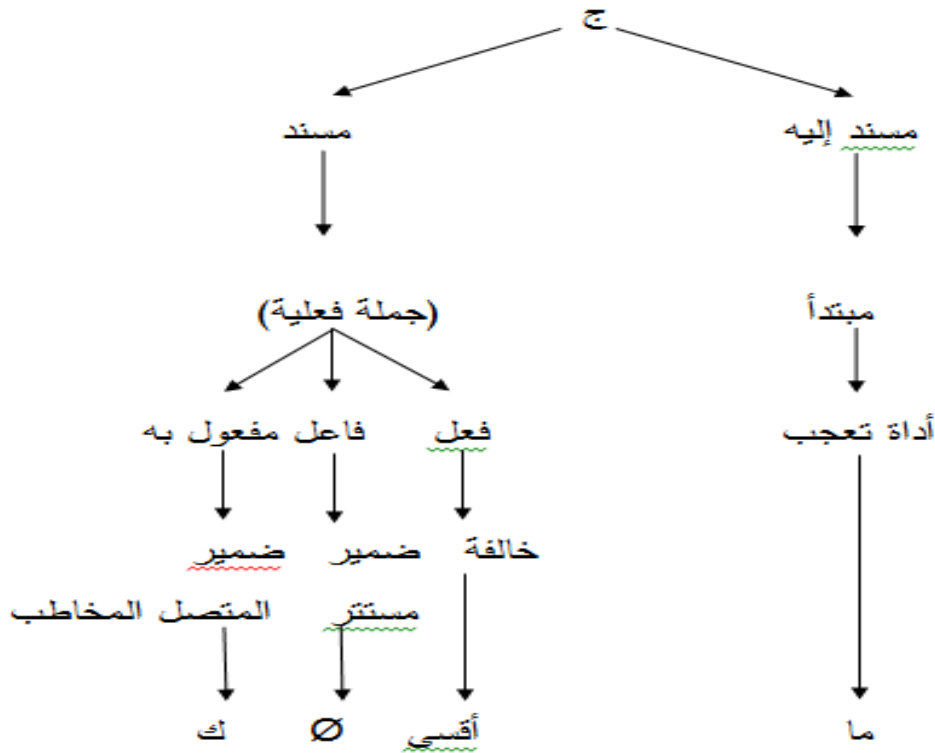 ج
مسند إليه مسند
مبتدأ (جملة فعلية)
أداة تعجب فعل فاعل مفعول به
خالفة ضمير ضمير
مستتر المتصل المخاطب
ما أقسى Ø ك